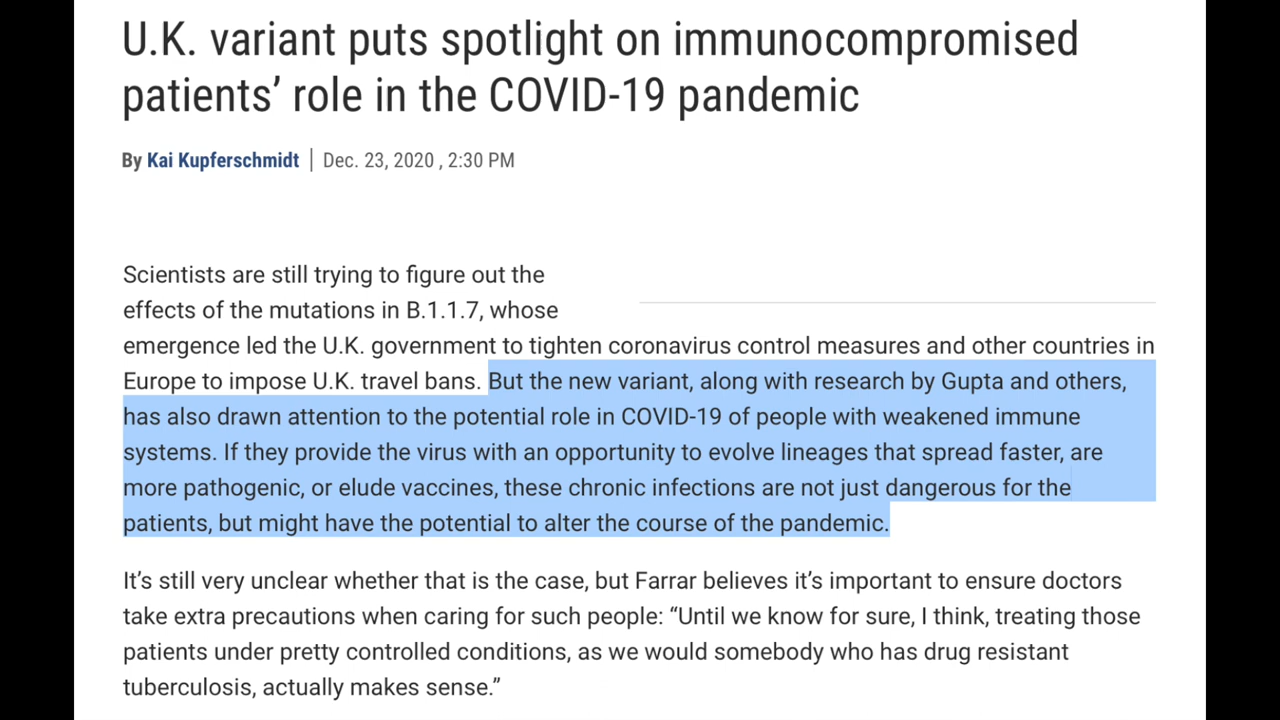 U.K. variant puts spotlight on immunocompromised
patients’ role in the COVID-19 pandemic
By Kai Kupferschmidt | Dec. 23, 2020 , 2:30 PM
Scientists are still trying to figure out the
effects of the mutations in B.1.1.7, whose
emergence led the U.K. government to tighten coronavirus control measures and other countries in
Europe to impose U.K. travel bans. But the new variant, along with research by Gupta and others,
has also drawn attention to the potential role in COVID-19 of people with weakened immune
systems. If they provide the virus with an opportunity to evolve lineages that spread faster, are
more pathogenic, or elude vaccines, these chronic infections are not just dangerous for the
patients, but might have the potential to alter the course of the pandemic.
It’s still very unclear whether that is the case, but Farrar believes it’s important to ensure doctors
take extra precautions when caring for such people: “Until we know for sure, I think, treating those
patients under pretty controlled conditions, as we would somebody who has drug resistant
tuberculosis, actually makes sense.”